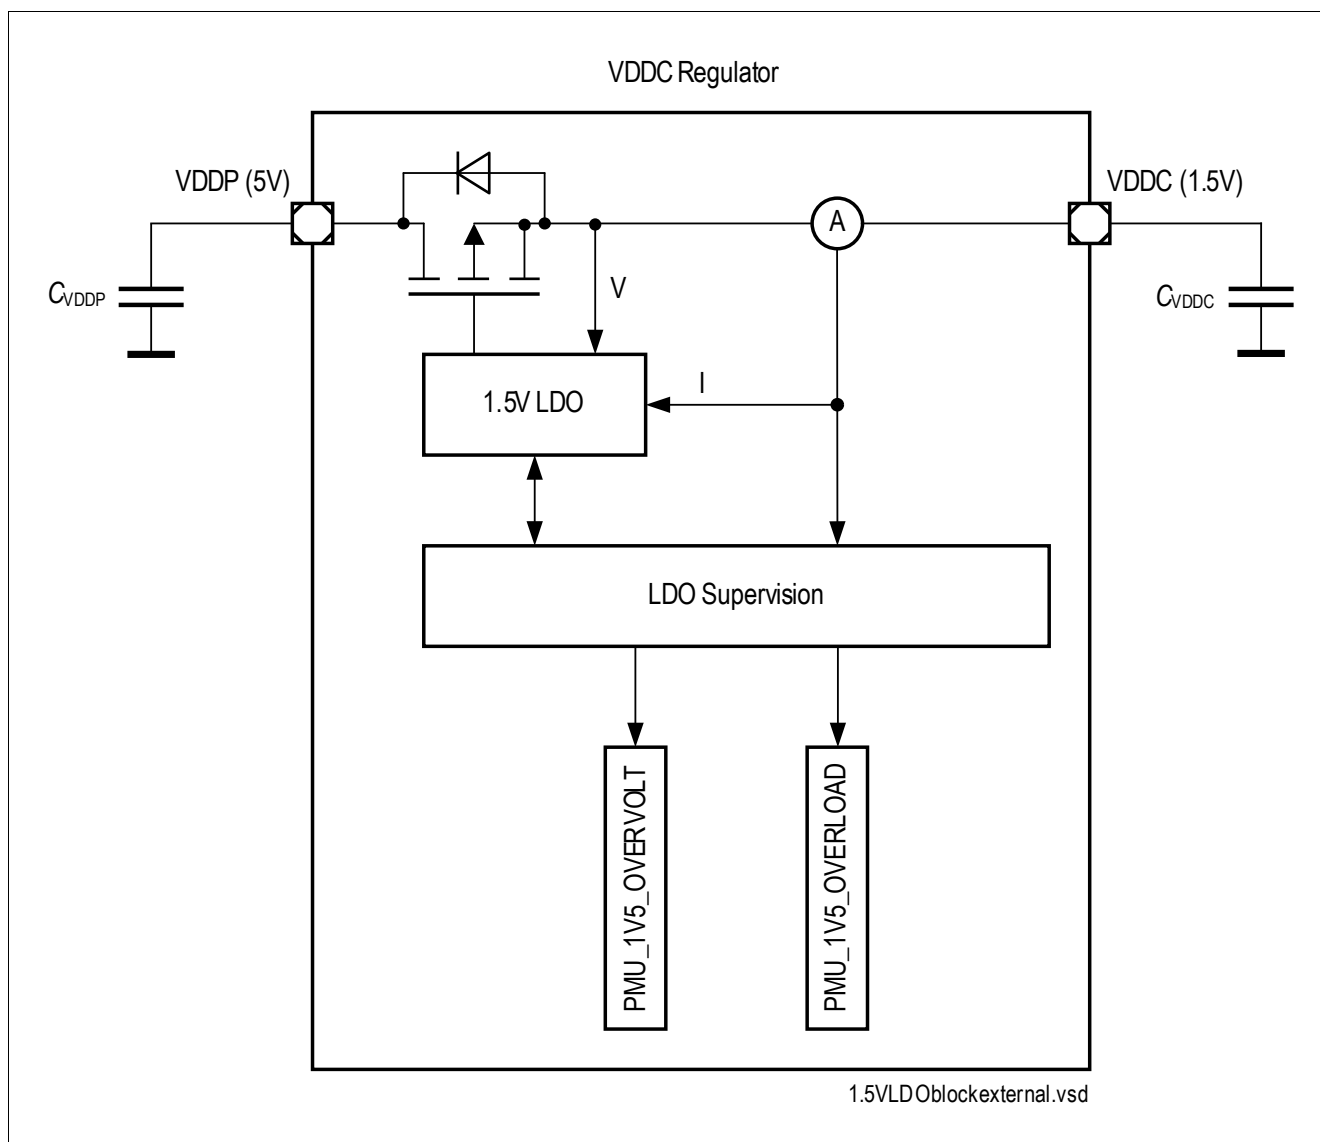 VDDC Regulator
VDDP (5V)
VDDC (1.5V)
A
CVDDP
V
CVDDC
I
1.5V LDO
LDO Supervision
PMU_1V5_OVERVOLT
PMU_1V5_OVERLOAD
1.5VLDOblockexternal.vsd